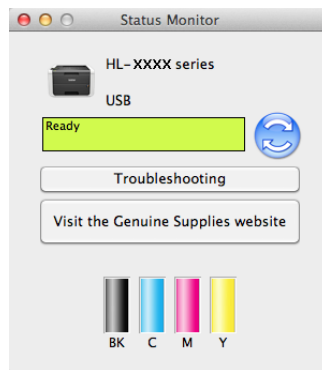 Status Monitor
HL-XXXX series
USB
Ready
Troubleshooting
Visit the Genuine Supplies website
BK C M Y